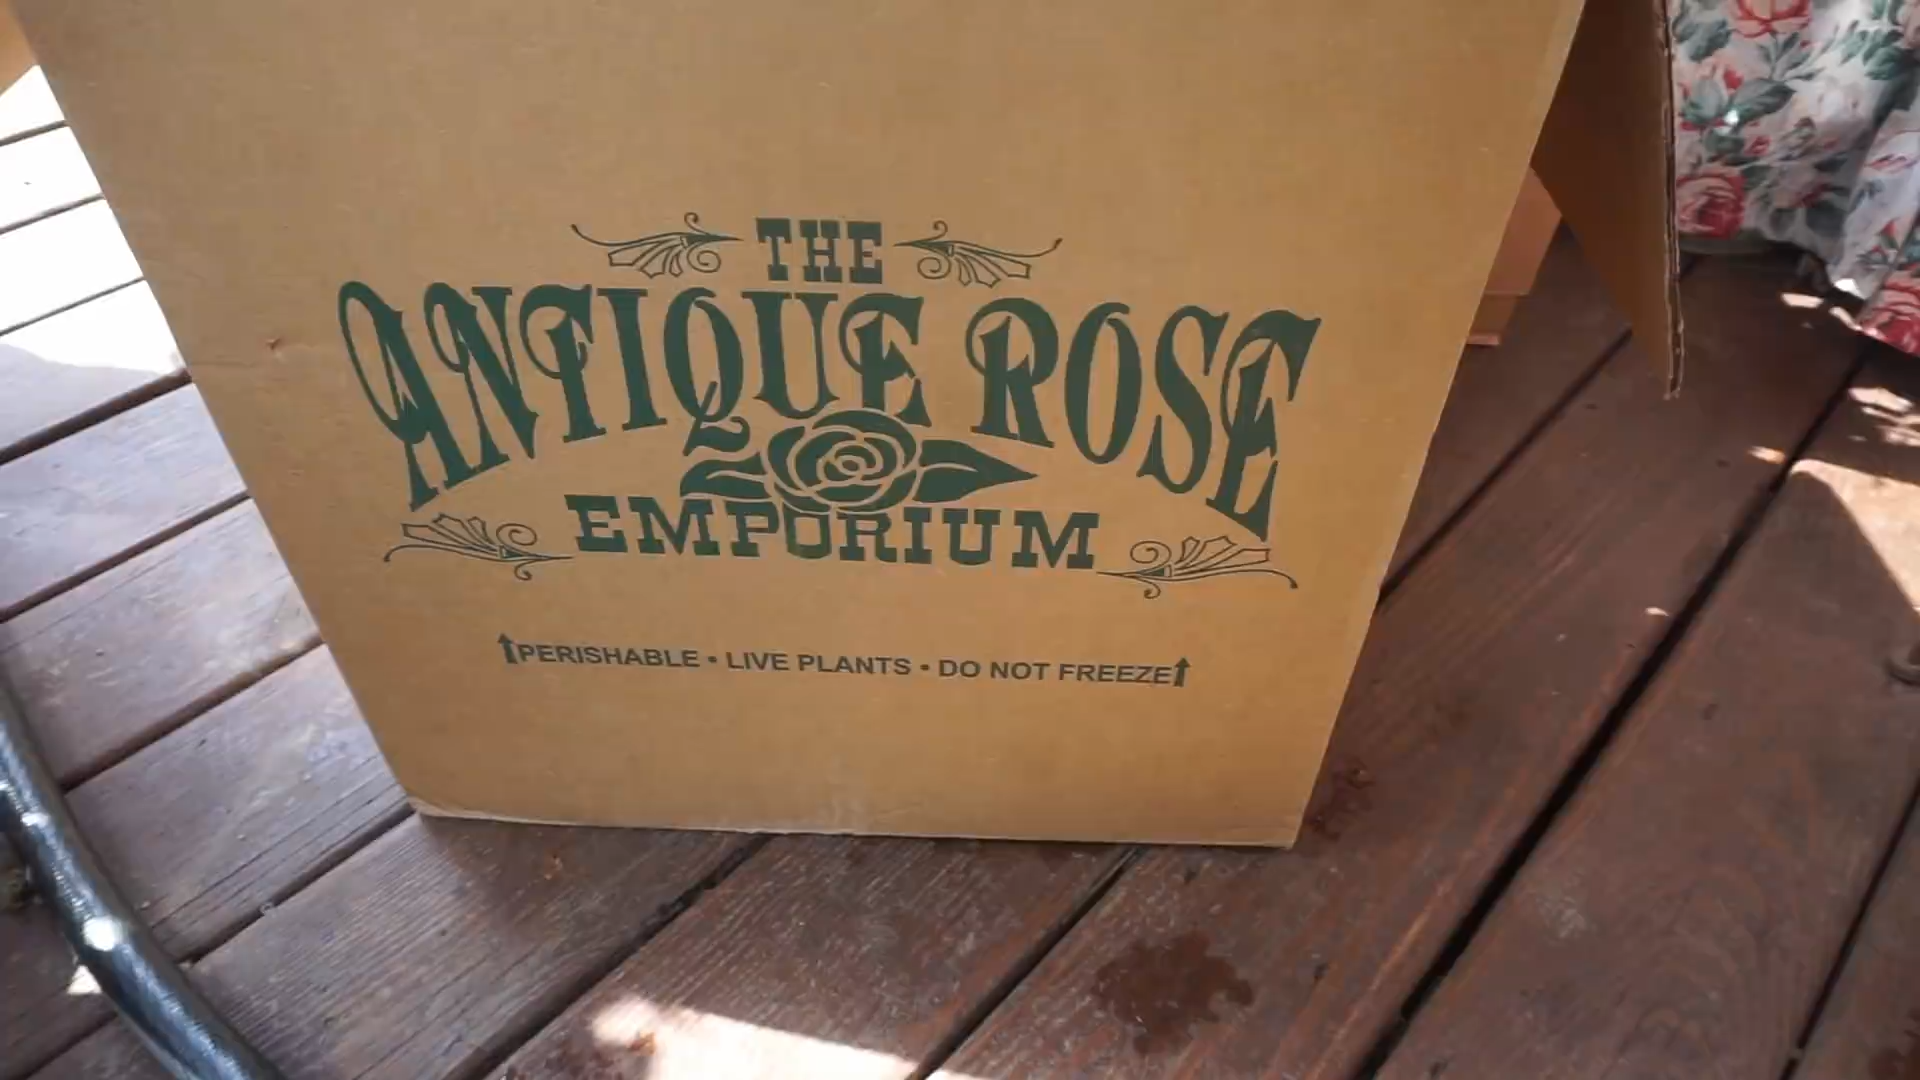 THE
ANTIQUE ROSE
EMPORIUM
PERISHABLE • LIVE PLANTS • DO NOT FREEZE